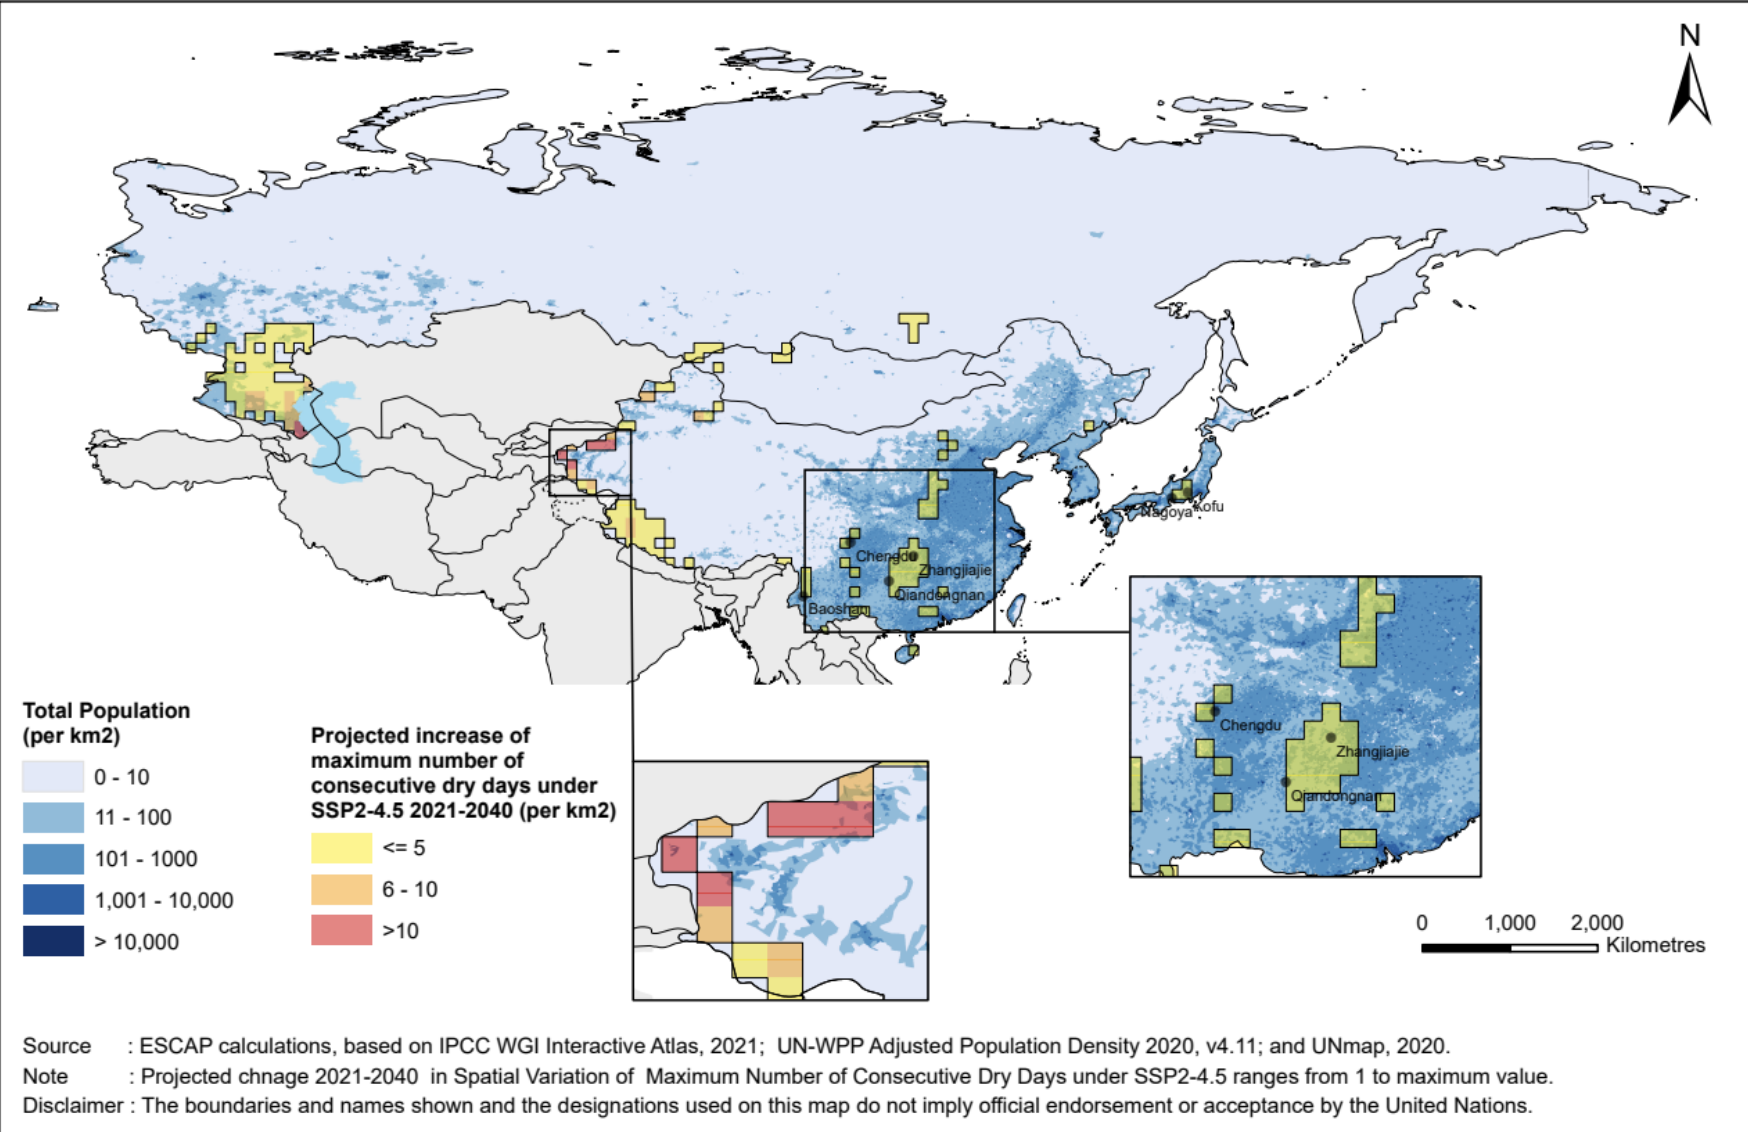 N
Nagoya
Kofu
Chengdu
Zhangjiajie
Qiandongnan
Baoshan
Chengdu
Zhangjiajie
Qiandongnan
Total Population
(per km2)
0 - 10
11 - 100
101 - 1000
1,001 - 10,000
> 10,000
Projected increase of
maximum number of
consecutive dry days under
SSP2-4.5 2021-2040 (per km2)
<= 5
6 - 10
>10
0 1,000 2,000
Kilometres
Source : ESCAP calculations, based on IPCC WGI Interactive Atlas, 2021; UN-WPP Adjusted Population Density 2020, v4.11; and UNmap, 2020.
Note : Projected chnage 2021-2040 in Spatial Variation of Maximum Number of Consecutive Dry Days under SSP2-4.5 ranges from 1 to maximum value.
Disclaimer : The boundaries and names shown and the designations used on this map do not imply official endorsement or acceptance by the United Nations.